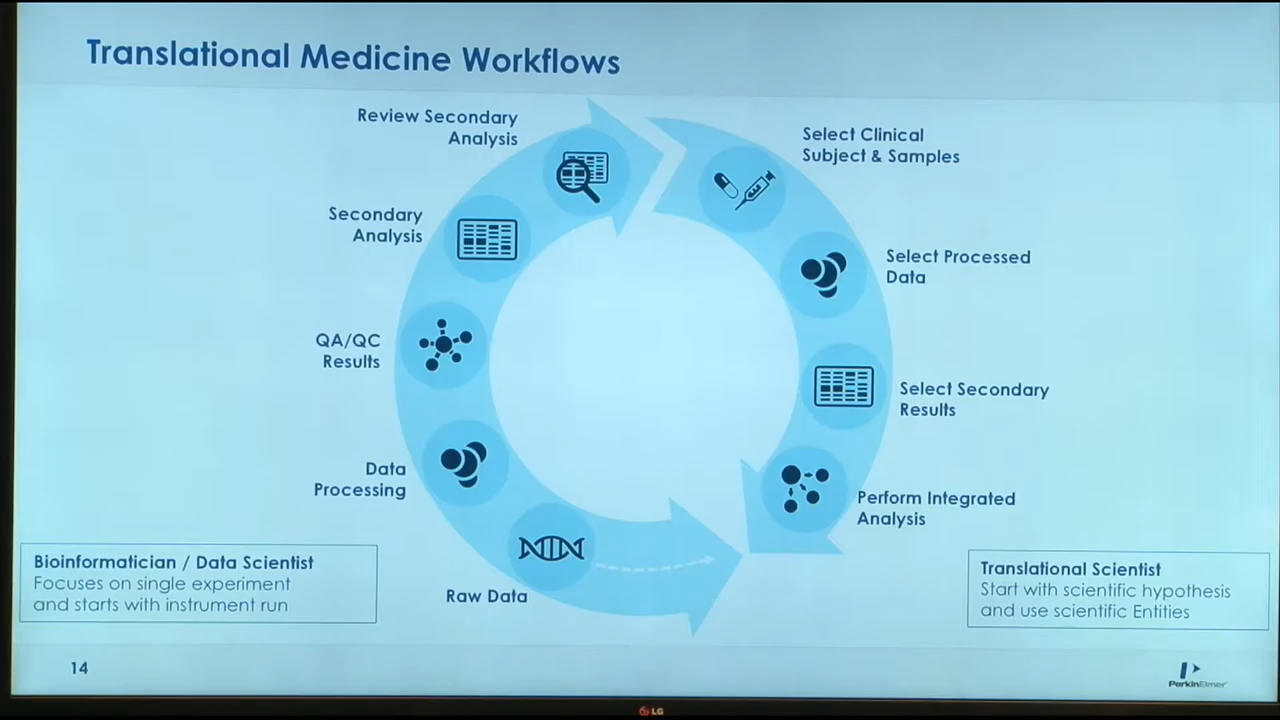 Translational Medicine Workflows
Review Secondary
Analysis
Secondary
Analysis
QA/QC
Results
Data
Processing
Raw Data
Select Clinical
Subject & Samples
Select Processed
Data
Select Secondary
Results
Perform Integrated
Analysis
Bioinformatician / Data Scientist
Focuses on single experiment
and starts with instrument run
Translational Scientist
Start with scientific hypothesis
and use scientific Entities
14
PerkinElmer
LG